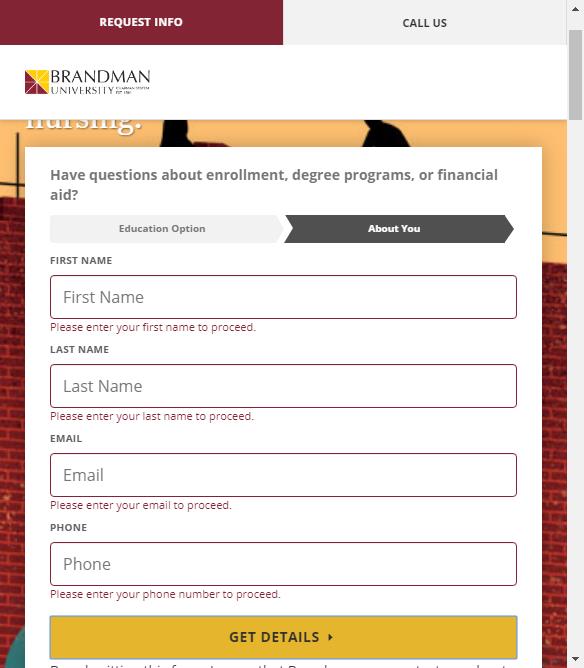 REQUEST INFO
CALL US
BRANDMAN
UNIVERSITY CHAPMAN SYSTEM
nursing.
Have questions about enrollment, degree programs, or financial
aid?
Education Option
About You
FIRST NAME
First Name
Please enter your first name to proceed.
LAST NAME
Last Name
Please enter your last name to proceed.
EMAIL
Email
Please enter your email to proceed.
PHONE
Phone
Please enter your phone number to proceed.
GET DETAILS